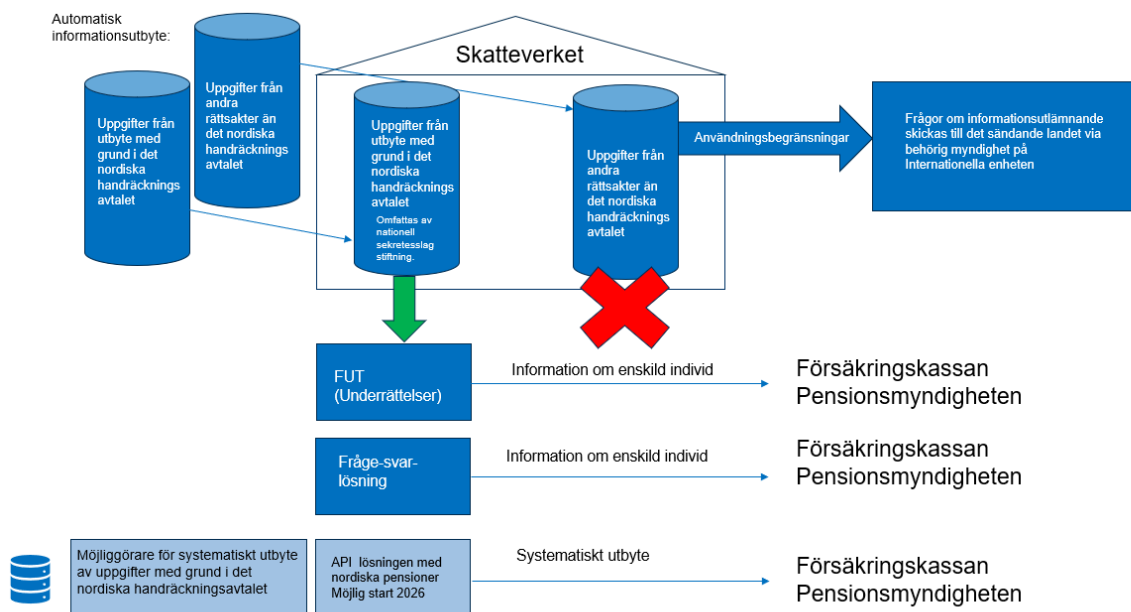 Automatisk
informationsutbyte:
Uppgifter från
utbyte med
grund i det
nordiska
handräcknings
avtalet
Uppgifter från
andra
rättsakter än
det nordiska
handräcknings
avtalet
Skatteverket
Uppgifter från
utbyte med
grund i det
nordiska
handräcknings
avtalet
Omfattas av
nationell
sekretesslag
stiftning.
Uppgifter från
andra
rättsakter än
det nordiska
handräcknings
avtalet
Användningsbegränsningar
Frågor om informationsutlämnande
skickas till det sändande landet via
behörig myndighet på
Internationella enheten
FUT
(Underrättelser)
Information om enskild individ
Försäkringskassan
Pensionsmyndigheten
Fråge-svar-
lösning
Information om enskild individ
Försäkringskassan
Pensionsmyndigheten
Möjliggörare för systematiskt utbyte
av uppgifter med grund i det
nordiska handräckningsavtalet
API lösningen med
nordiska pensioner
Möjlig start 2026
Systematiskt utbyte
Försäkringskassan
Pensionsmyndigheten